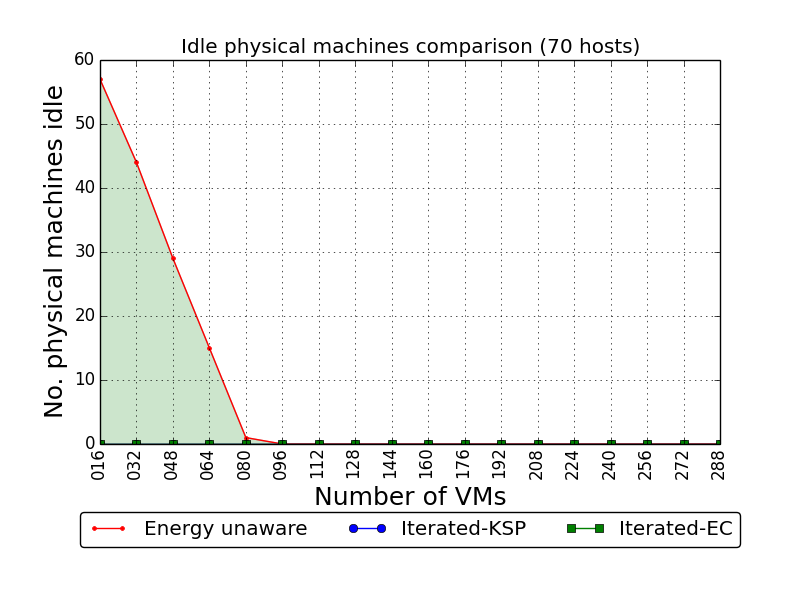 Idle physical machines comparison (70 hosts)
No. physical machines idle
60
50
40
30
20
10
0
016 032 048 064 080 096 112 128 144 160 176 192 208 224 240 256 272 288
Number of VMs
Energy unaware Iterated-KSP Iterated-EC